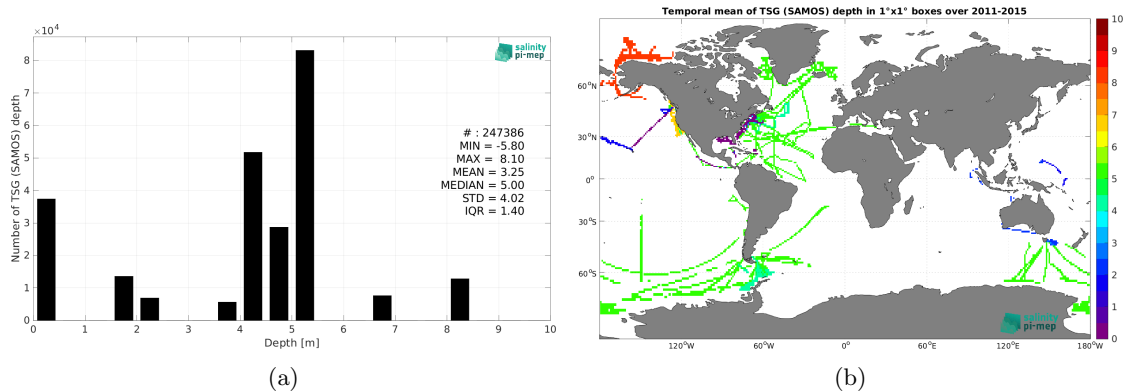 ×10⁴
8
7
6
5
4
3
2
1
0
Number of TSG (SAMOS) depth
0 1 2 3 4 5 6 7 8 9 10
Depth [m]
salinity
pi-mep
# : 247386
MIN = -5.80
MAX = 8.10
MEAN = 3.25
MEDIAN = 5.00
STD = 4.02
IQR = 1.40
(a)
Temporal mean of TSG (SAMOS) depth in 1°x1° boxes over 2011-2015
60°N
30°N
0°
30°S
60°S
120°W 60°W 0° 60°E 120°E 180°W
salinity
pi-mep
10
9
8
7
6
5
4
3
2
1
0
(b)